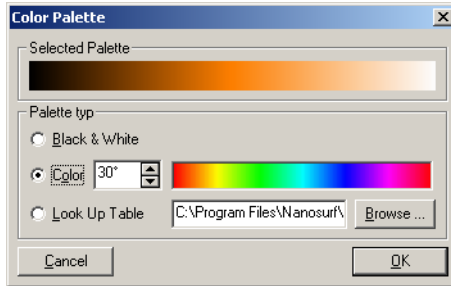 Color Palette
Selected Palette
Palette typ
Black & White
Color 30°
Look Up Table C:\Program Files\Nanosurf\ Browse ...
Cancel OK